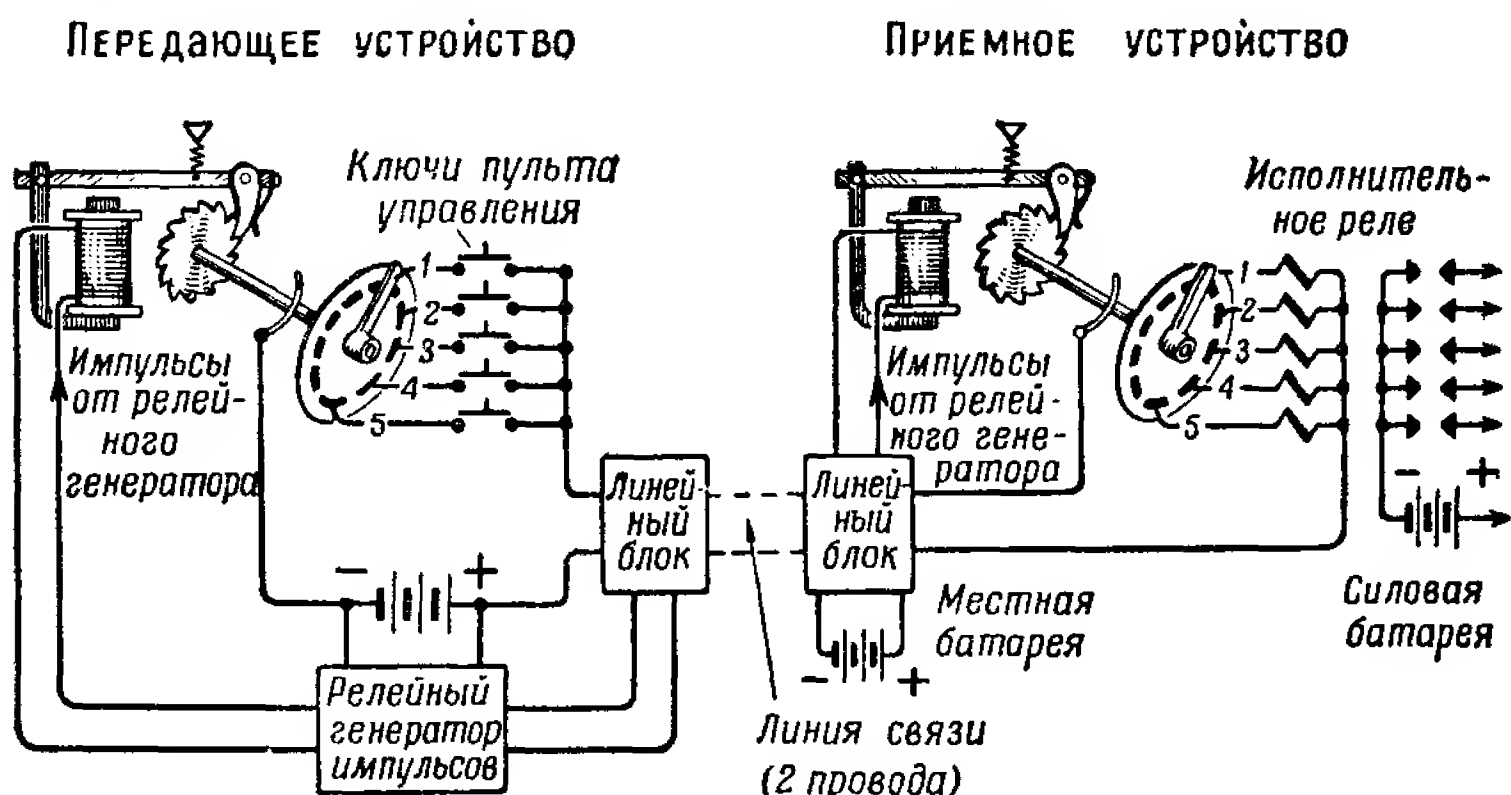 ПЕРЕДАЮЩЕЕ УСТРОЙСТВО
ПРИЕМНОЕ УСТРОЙСТВО
Ключи пульта
управления
1
2
3
4
5
Импульсы
от релей-
ного
генератора
−
+
Релейный
генератор
импульсов
Линей-
ный
блок
Линия связи
(2 провода)
Линей-
ный
блок
−
+
Местная
батарея
Импульсы
от релей-
ного гене-
ратора
1
2
3
4
5
Исполнитель-
ное реле
−
+
Силовая
батарея